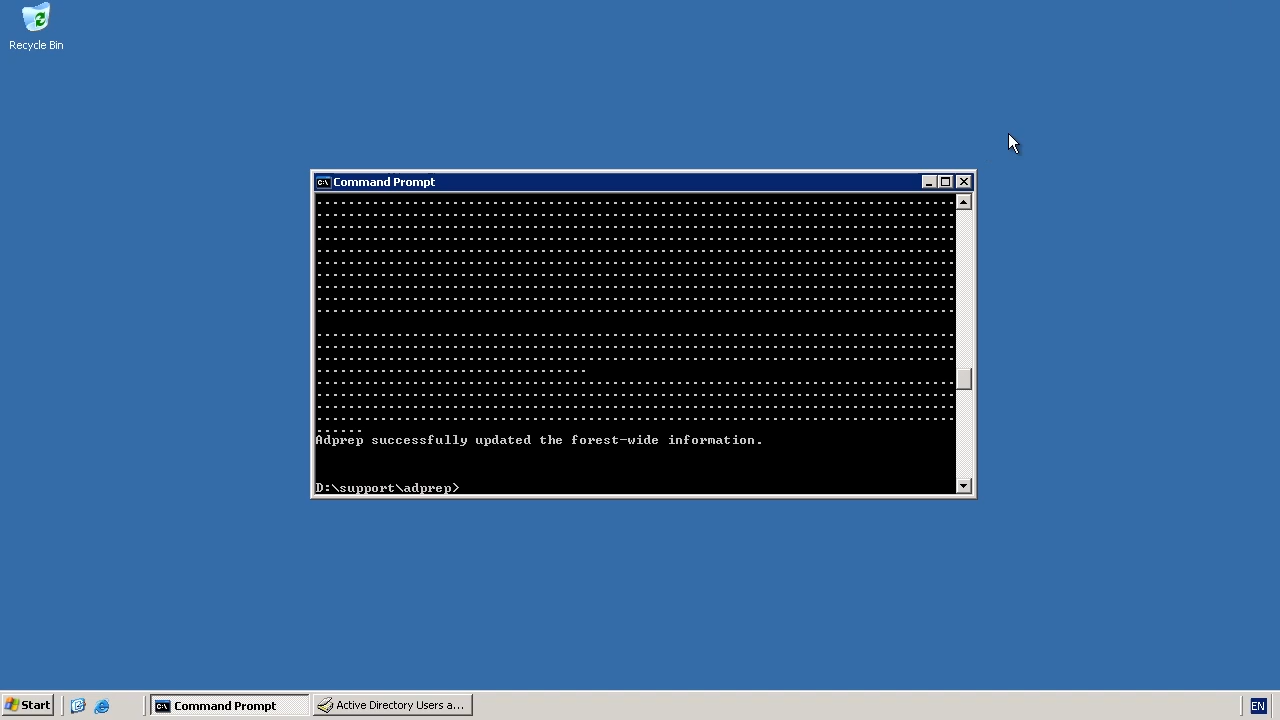 Recycle Bin
Command Prompt
Adprep successfully updated the forest-wide information.
D:\support\adprep>
Start
Command Prompt
Active Directory Users a...
EN